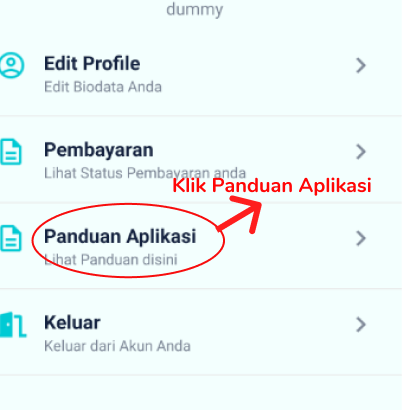 dummy
Edit Profile
Edit Biodata Anda
Pembayaran
Lihat Status Pembayaran anda
Klik Panduan Aplikasi
Panduan Aplikasi
Lihat Panduan disini
Keluar
Keluar dari Akun Anda